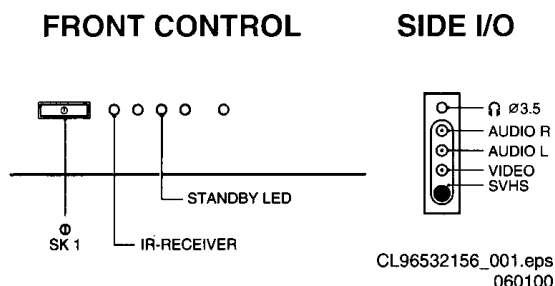 FRONT CONTROL
STANDBY LED
SK 1
IR-RECEIVER
SIDE I/O
ø3.5
AUDIO R
AUDIO L
VIDEO
SVHS
CL96532156_001.eps
060100